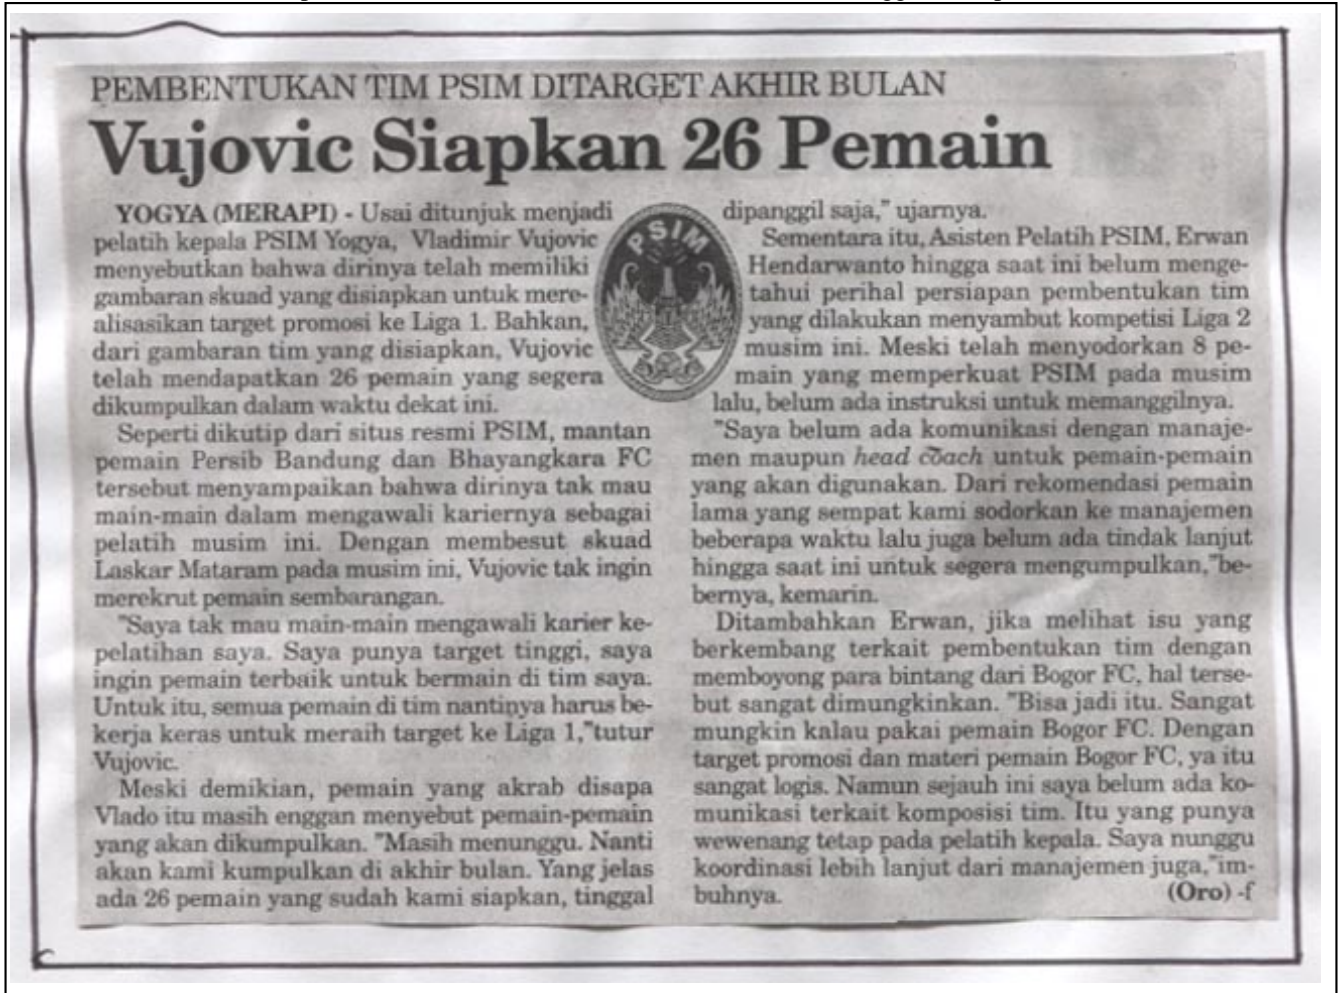 PEMBENTUKAN TIM PSIM DITARGET AKHIR BULAN
Vujovic Siapkan 26 Pemain
YOGYA (MERAPI) - Usai ditunjuk menjadi
pelatih kepala PSIM Yogya, Vladimir Vujovic
menyebutkan bahwa dirinya telah memiliki
gambaran skuad yang disiapkan untuk mere-
alisasikan target promosi ke Liga 1. Bahkan,
dari gambaran tim yang disiapkan, Vujovic
telah mendapatkan 26 pemain yang segera
dikumpulkan dalam waktu dekat ini.
Seperti dikutip dari situs resmi PSIM, mantan
pemain Persib Bandung dan Bhayangkara FC
tersebut menyampaikan bahwa dirinya tak mau
main-main dalam mengawali kariernya sebagai
pelatih musim ini. Dengan membesut skuad
Laskar Mataram pada musim ini, Vujovic tak ingin
merekrut pemain sembarangan.
"Saya tak mau main-main mengawali karier ke-
pelatihan saya. Saya punya target tinggi, saya
ingin pemain terbaik untuk bermain di tim saya.
Untuk itu, semua pemain di tim nantinya harus be-
kerja keras untuk meraih target ke Liga 1,"tutur
Vujovic.
Meski demikian, pemain yang akrab disapa
Vlado itu masih enggan menyebut pemain-pemain
yang akan dikumpulkan. "Masih menunggu. Nanti
akan kami kumpulkan di akhir bulan. Yang jelas
ada 26 pemain yang sudah kami siapkan, tinggal
PSIM
dipanggil saja," ujarnya.
Sementara itu, Asisten Pelatih PSIM, Erwan
Hendarwanto hingga saat ini belum menge-
tahui perihal persiapan pembentukan tim
yang dilakukan menyambut kompetisi Liga 2
musim ini. Meski telah menyodorkan 8 pe-
main yang memperkuat PSIM pada musim
lalu, belum ada instruksi untuk memanggilnya.
"Saya belum ada komunikasi dengan manaje-
men maupun head coach untuk pemain-pemain
yang akan digunakan. Dari rekomendasi pemain
lama yang sempat kami sodorkan ke manajemen
beberapa waktu lalu juga belum ada tindak lanjut
hingga saat ini untuk segera mengumpulkan,"be-
bernya, kemarin.
Ditambahkan Erwan, jika melihat isu yang
berkembang terkait pembentukan tim dengan
memboyong para bintang dari Bogor FC, hal terse-
but sangat dimungkinkan. "Bisa jadi itu. Sangat
mungkin kalau pakai pemain Bogor FC. Dengan
target promosi dan materi pemain Bogor FC, ya itu
sangat logis. Namun sejauh ini saya belum ada ko-
munikasi terkait komposisi tim. Itu yang punya
wewenang tetap pada pelatih kepala. Saya nunggu
koordinasi lebih lanjut dari manajemen juga,"im-
buhnya.
(Oro) -f